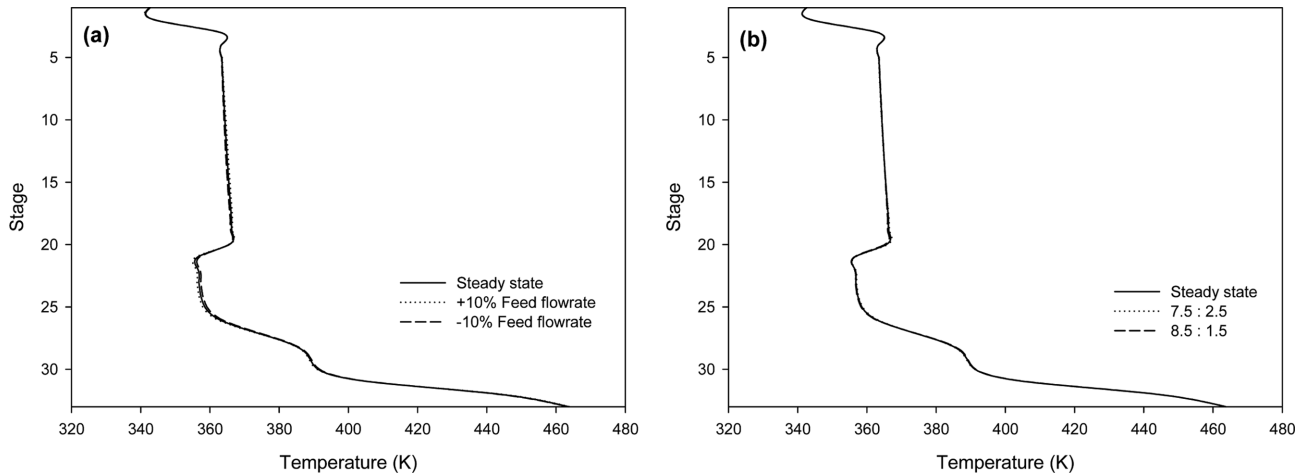 (a)
5
10
15
20
25
30
Stage
Steady state
+10% Feed flowrate
-10% Feed flowrate
320 340 360 380 400 420 440 460 480
Temperature (K)
(b)
5
10
15
20
25
30
Stage
Steady state
7.5 : 2.5
8.5 : 1.5
320 340 360 380 400 420 440 460 480
Temperature (K)